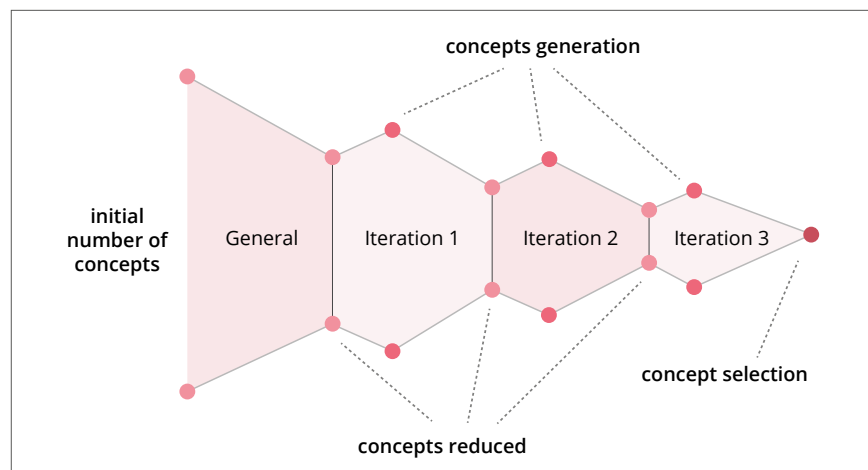 concepts generation
initial
number of
concepts
General
Iteration 1
Iteration 2
Iteration 3
concept selection
concepts reduced